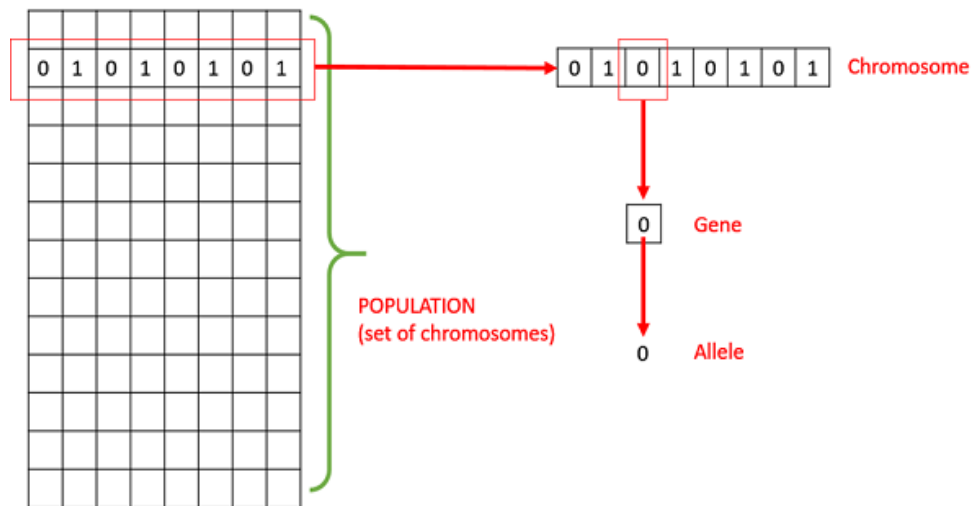 0 1 0 1 0 1 0 1
0 1 0 1 0 1 0 1 Chromosome
0 Gene
POPULATION
(set of chromosomes)
0 Allele